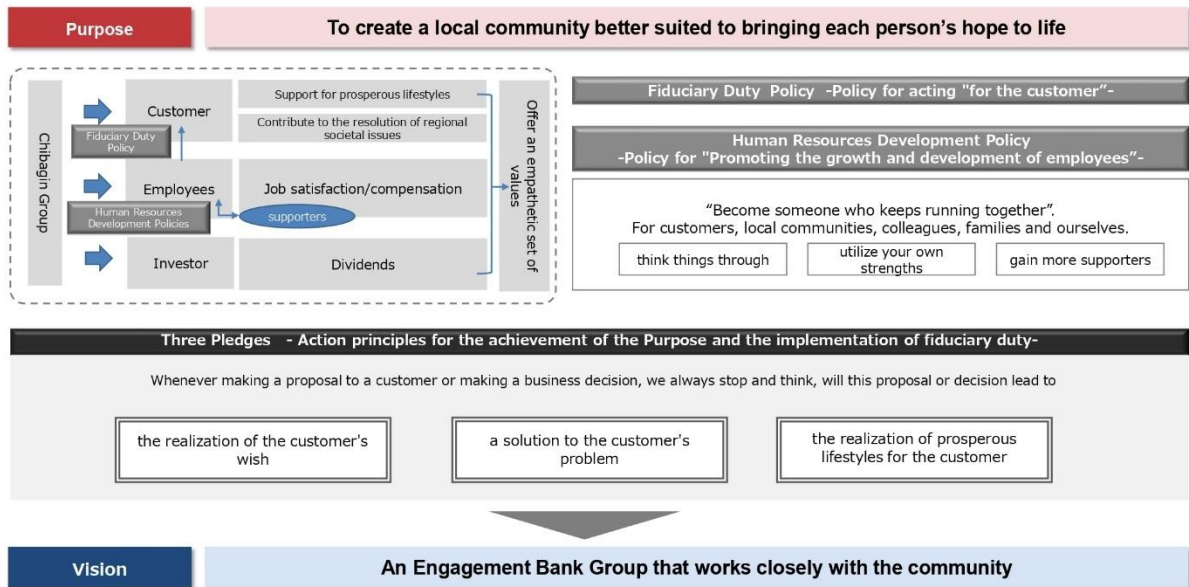 Purpose
To create a local community better suited to bringing each person’s hope to life
Chibagin Group
Customer
Support for prosperous lifestyles
Contribute to the resolution of regional
societal issues
Fiduciary Duty
Policy
Employees
Job satisfaction/compensation
Human Resources
Development Policies
supporters
Investor
Dividends
Offer an empathetic set of
values
Fiduciary Duty Policy -Policy for acting "for the customer”-
Human Resources Development Policy
-Policy for "Promoting the growth and development of employees”-
“Become someone who keeps running together”.
For customers, local communities, colleagues, families and ourselves.
think things through
utilize your own
strengths
gain more supporters
Three Pledges - Action principles for the achievement of the Purpose and the implementation of fiduciary duty-
Whenever making a proposal to a customer or making a business decision, we always stop and think, will this proposal or decision lead to
the realization of the customer's
wish
a solution to the customer's
problem
the realization of prosperous
lifestyles for the customer
Vision
An Engagement Bank Group that works closely with the community